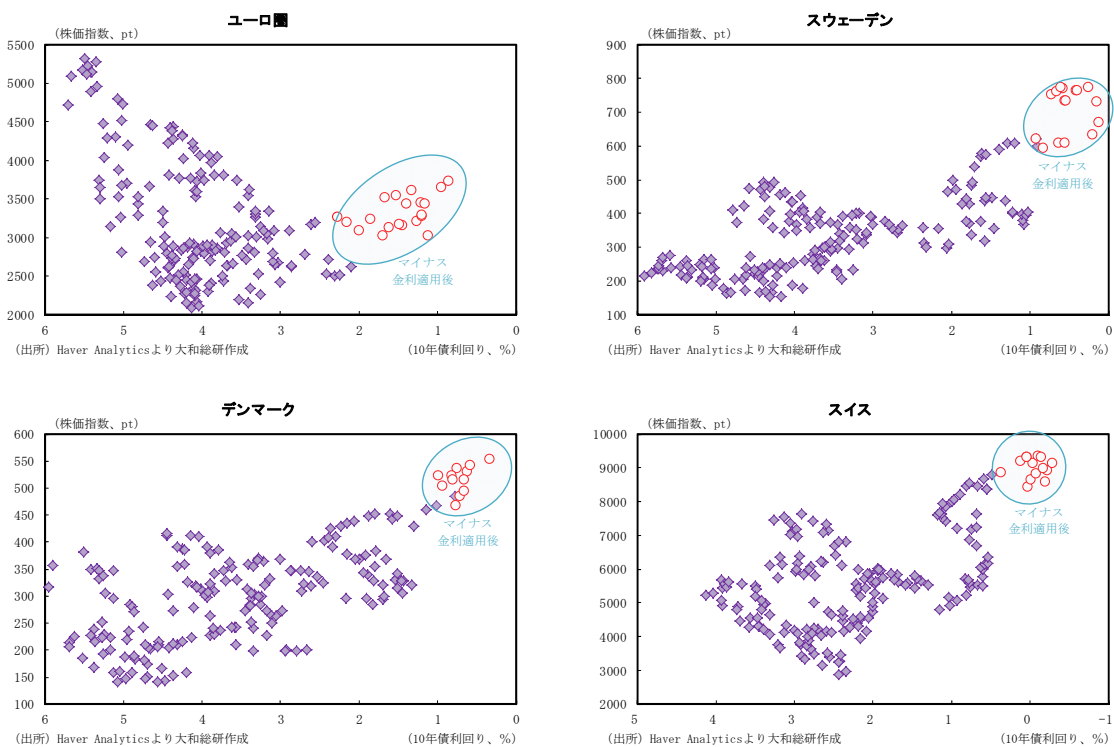 ユーロ圏
(株価指数、pt)
5500
5000
4500
4000
3500
3000
2500
2000
マイナス
金利適用後
6 5 4 3 2 1 0
(出所) Haver Analyticsより大和総研作成 (10年債利回り、%)
スウェーデン
(株価指数、pt)
900
800
700
600
500
400
300
200
100
マイナス
金利適用後
6 5 4 3 2 1 0
(出所) Haver Analyticsより大和総研作成 (10年債利回り、%)
デンマーク
(株価指数、pt)
600
550
500
450
400
350
300
250
200
150
100
マイナス
金利適用後
6 5 4 3 2 1 0
(出所) Haver Analyticsより大和総研作成 (10年債利回り、%)
スイス
(株価指数、pt)
10000
9000
8000
7000
6000
5000
4000
3000
2000
マイナス
金利適用後
5 4 3 2 1 0 -1
(出所) Haver Analyticsより大和総研作成 (10年債利回り、%)